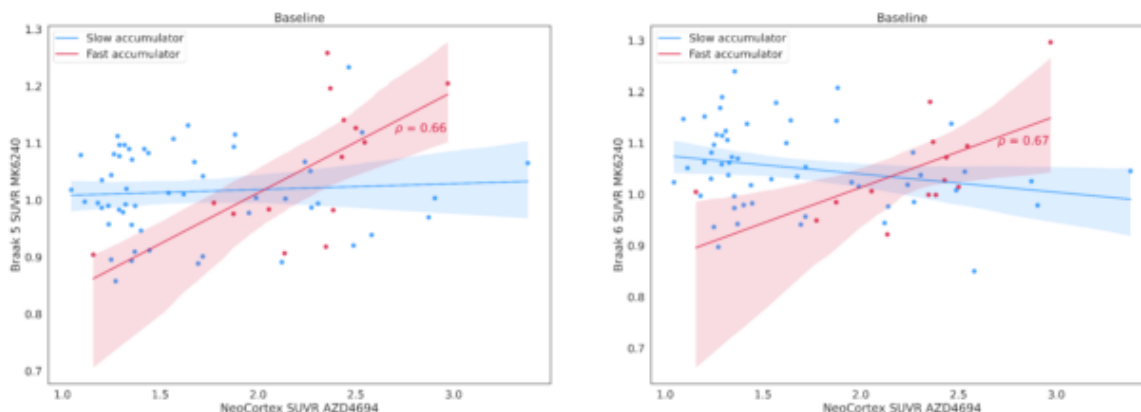 Baseline
Slow accumulator
Fast accumulator
ρ = 0.66
Braak 5 SUVR MK6240
1.3
1.2
1.1
1.0
0.9
0.8
0.7
1.0
1.5
2.0
2.5
3.0
NeoCortex SUVR AZD4694
Baseline
Slow accumulator
Fast accumulator
ρ = 0.67
Braak 6 SUVR MK6240
1.3
1.2
1.1
1.0
0.9
0.8
0.7
1.0
1.5
2.0
2.5
3.0
NeoCortex SUVR AZD4694